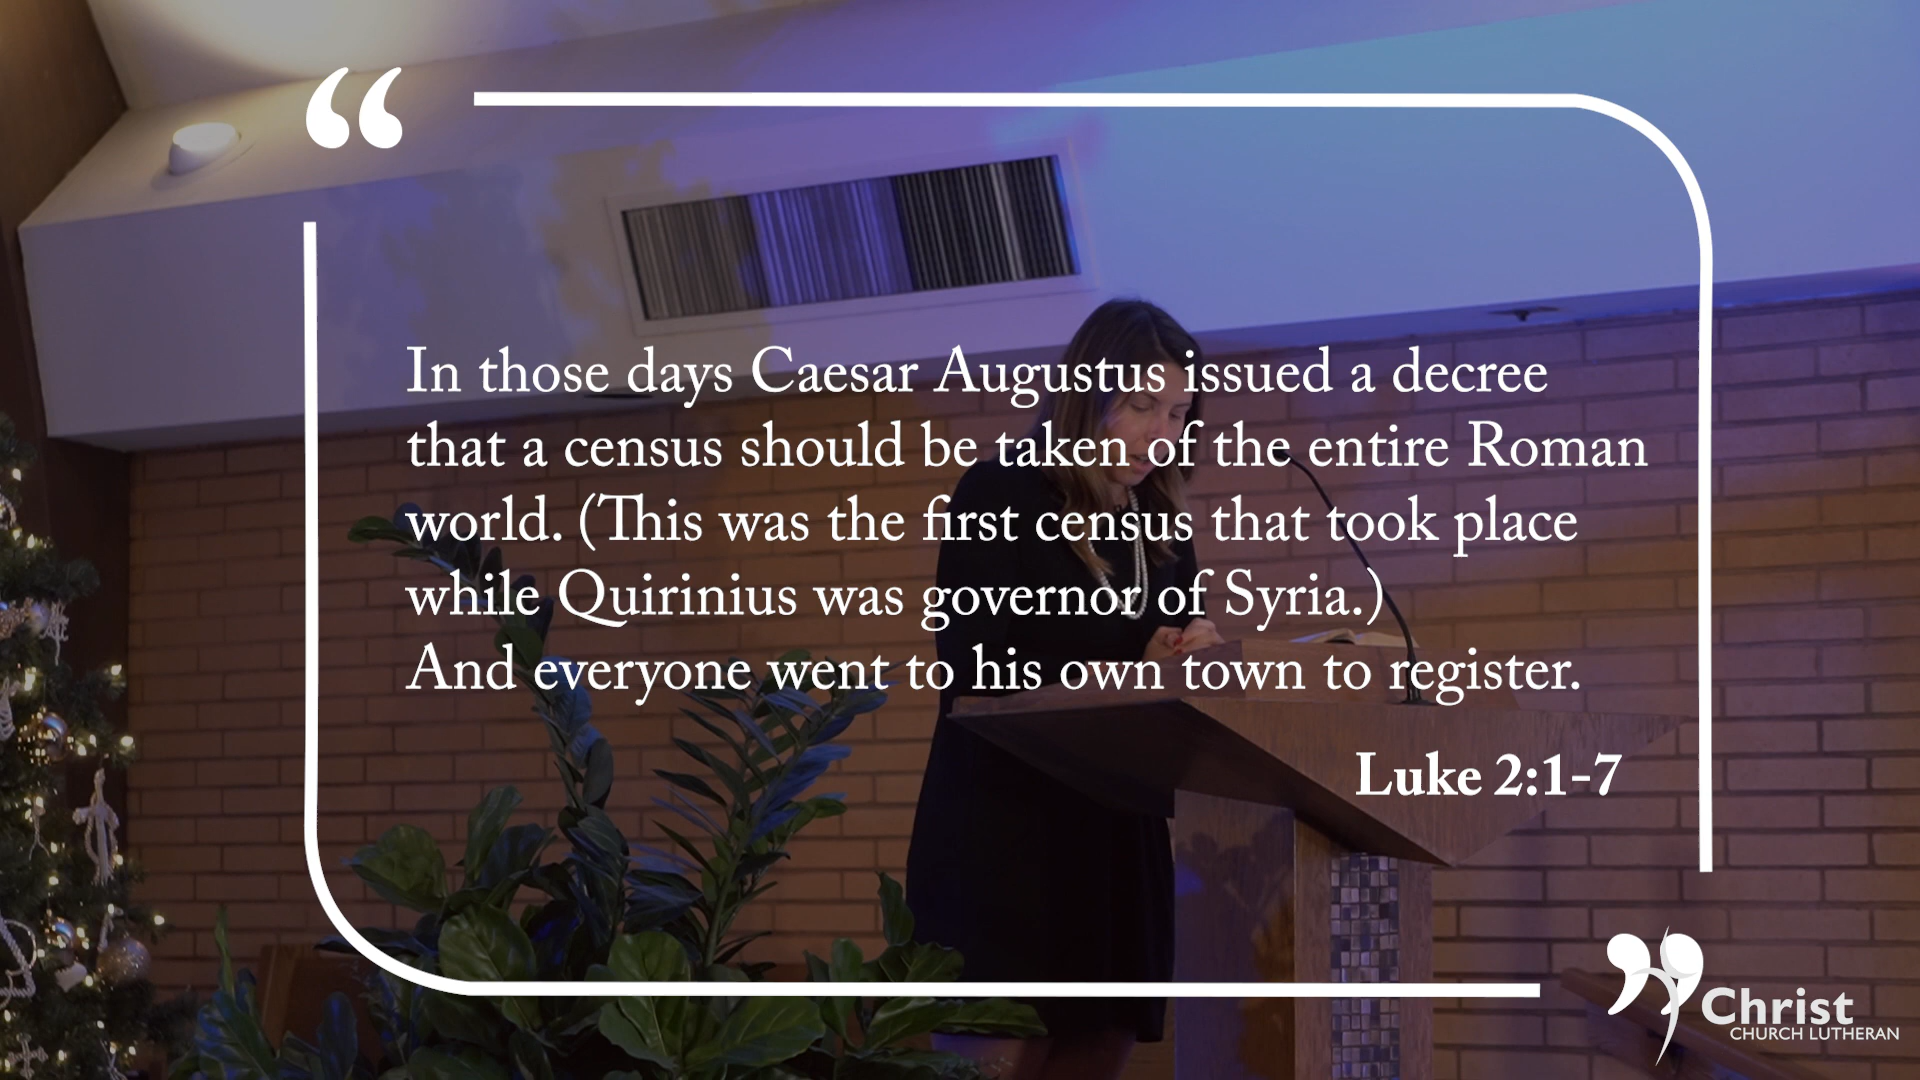 “
In those days Caesar Augustus issued a decree
that a census should be taken of the entire Roman
world. (This was the first census that took place
while Quirinius was governor of Syria.)
And everyone went to his own town to register.
Luke 2:1-7
”
Christ
CHURCH LUTHERAN